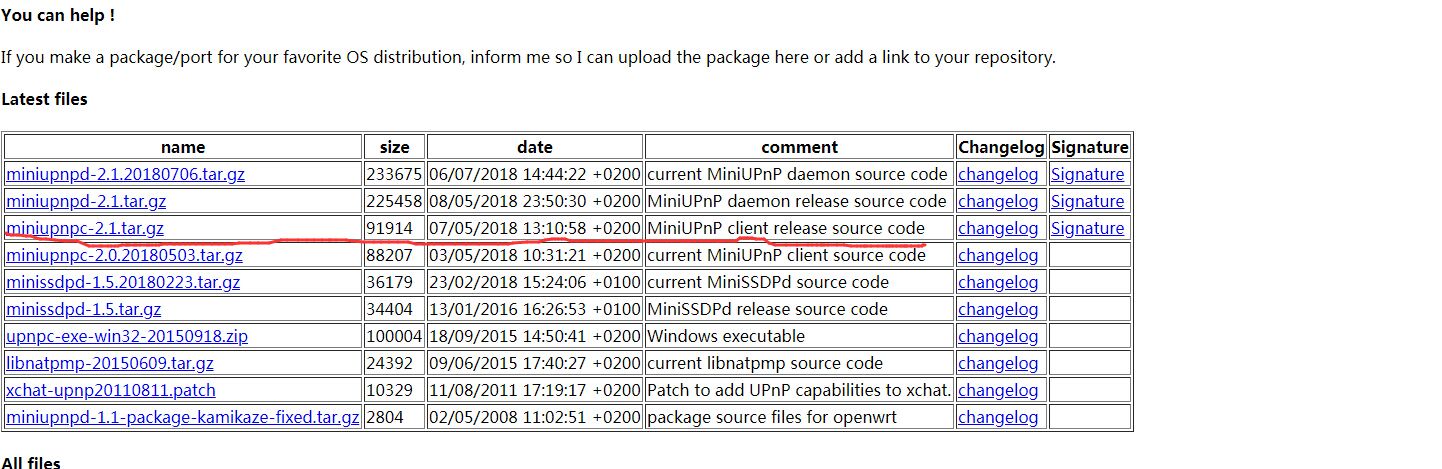 You can help !
If you make a package/port for your favorite OS distribution, inform me so I can upload the package here or add a link to your repository.
Latest files
name size date comment Changelog Signature
miniupnpd-2.1.20180706.tar.gz 233675 06/07/2018 14:44:22 +0200 current MiniUPnP daemon source code changelog Signature
miniupnpd-2.1.tar.gz 225458 08/05/2018 23:50:30 +0200 MiniUPnP daemon release source code changelog Signature
miniupnpc-2.1.tar.gz 91914 07/05/2018 13:10:58 +0200 MiniUPnP client release source code changelog Signature
miniupnpc-2.0.20180503.tar.gz 88207 03/05/2018 10:31:21 +0200 current MiniUPnP client source code changelog
minissdpd-1.5.20180223.tar.gz 36179 23/02/2018 15:24:06 +0100 current MiniSSDPd source code changelog
minissdpd-1.5.tar.gz 34404 13/01/2016 16:26:53 +0100 MiniSSDPd release source code changelog
upnpc-exe-win32-20150918.zip 100004 18/09/2015 14:50:41 +0200 Windows executable changelog
libnatpmp-20150609.tar.gz 24392 09/06/2015 17:40:27 +0200 current libnatpmp source code changelog
xchat-upnp20110811.patch 10329 11/08/2011 17:19:17 +0200 Patch to add UPnP capabilities to xchat. changelog
miniupnpd-1.1-package-kamikaze-fixed.tar.gz 2804 02/05/2008 11:02:51 +0200 package source files for openwrt changelog
All files